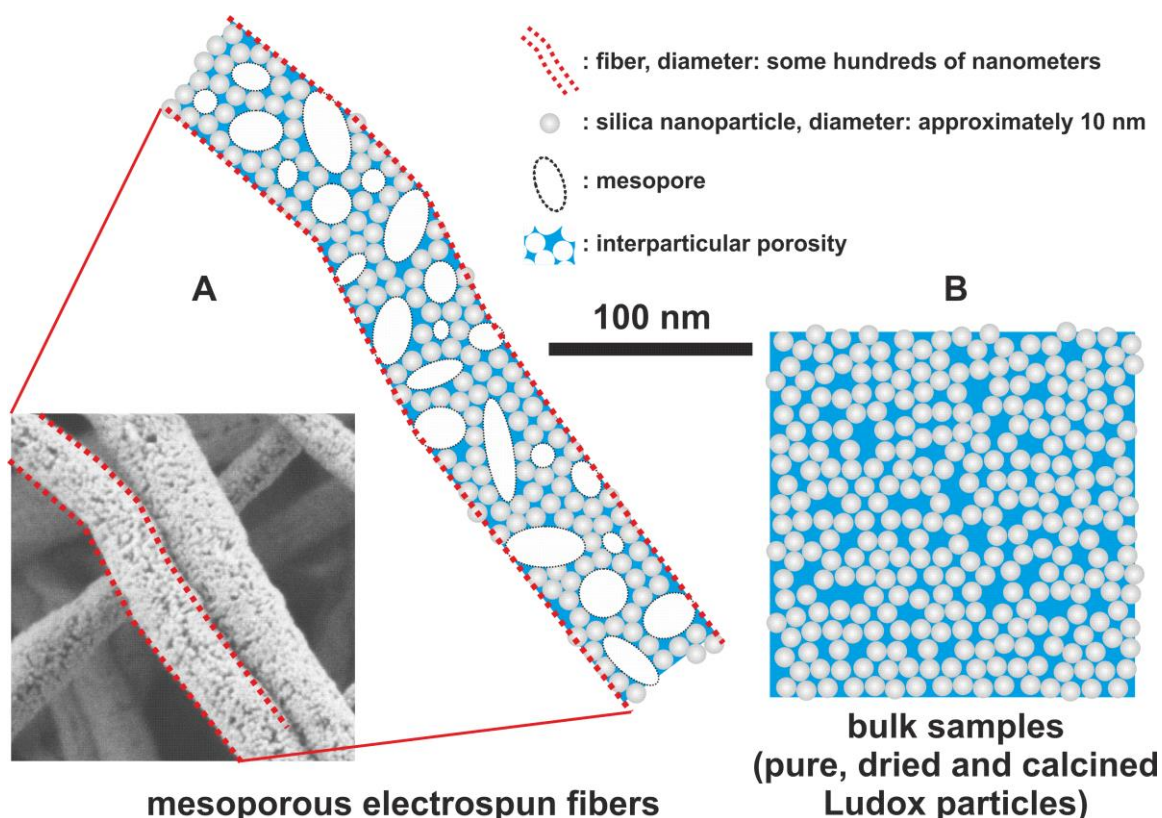 : fiber, diameter: some hundreds of nanometers
: silica nanoparticle, diameter: approximately 10 nm
: mesopore
: interparticular porosity
A
B
100 nm
bulk samples
(pure, dried and calcined
Ludox particles)
mesoporous electrospun fibers